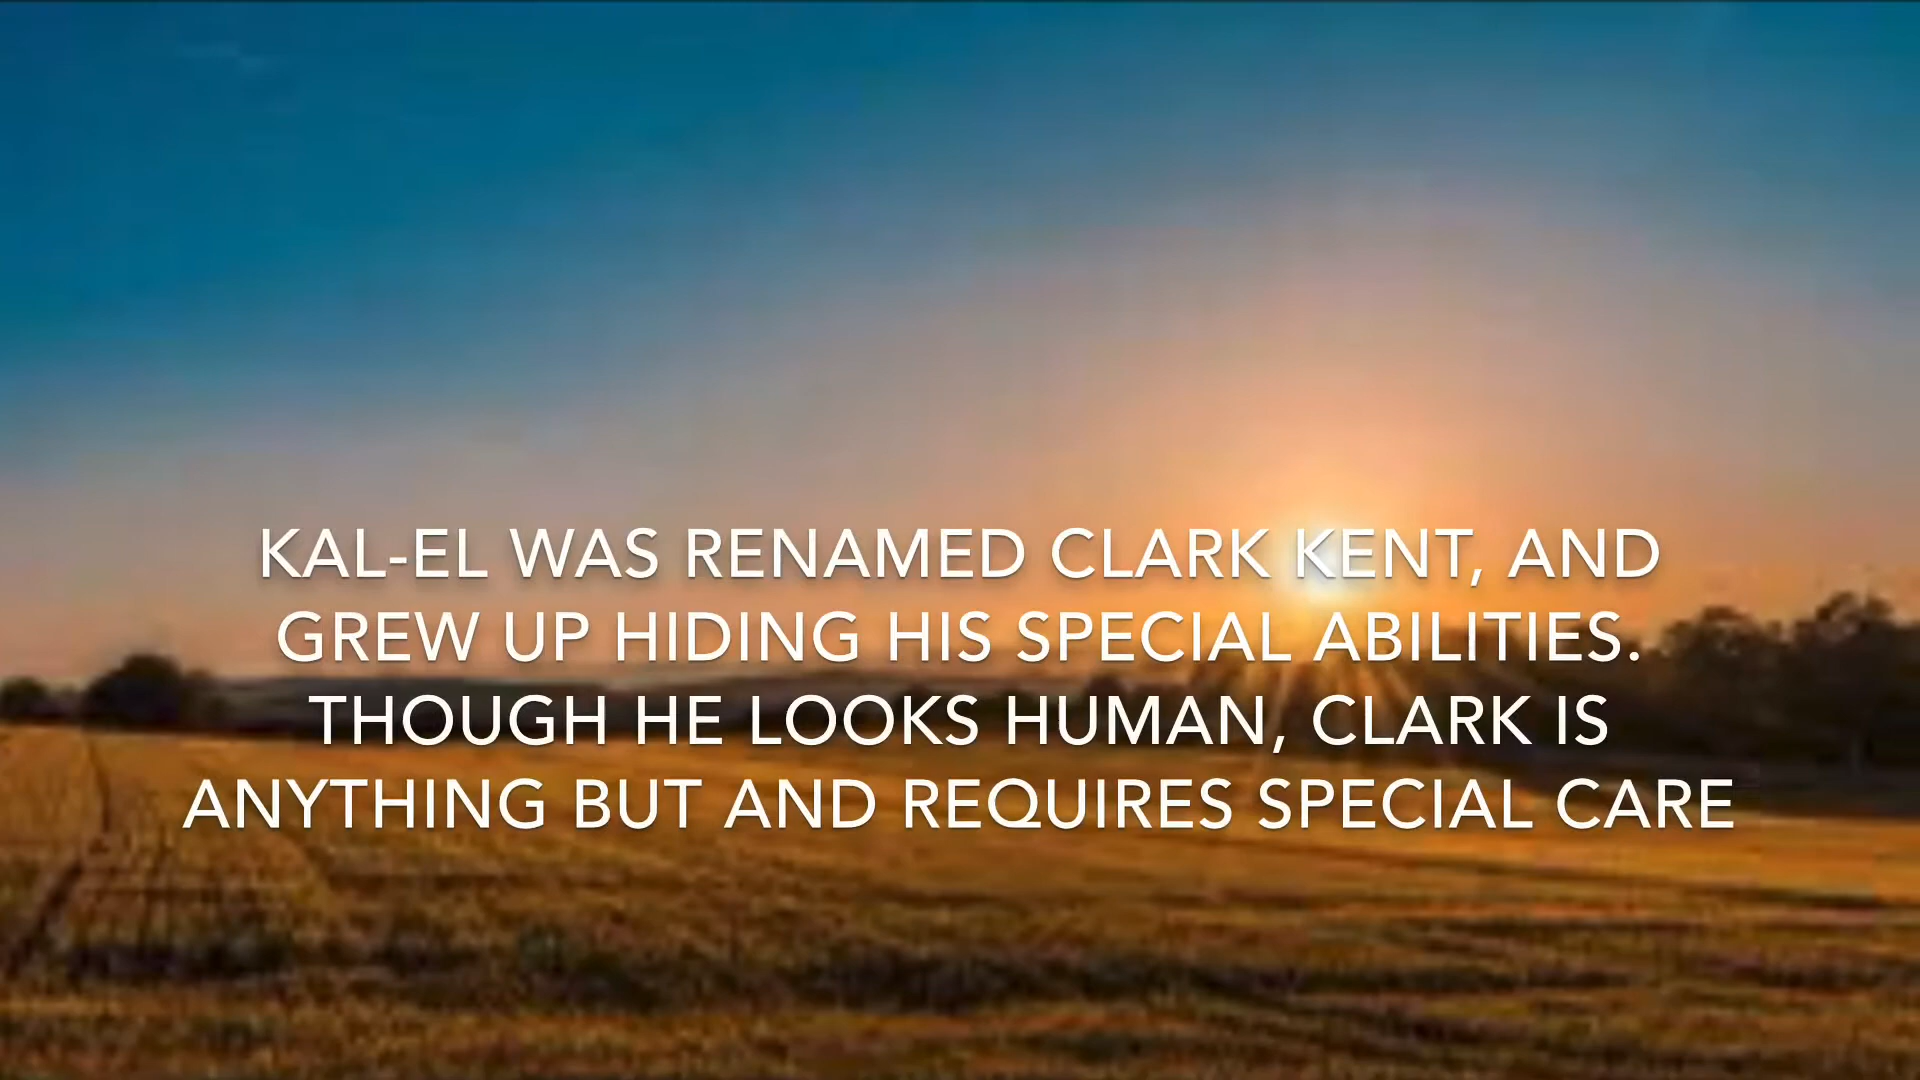 KAL-EL WAS RENAMED CLARK KENT, AND
GREW UP HIDING HIS SPECIAL ABILITIES.
THOUGH HE LOOKS HUMAN, CLARK IS
ANYTHING BUT AND REQUIRES SPECIAL CARE